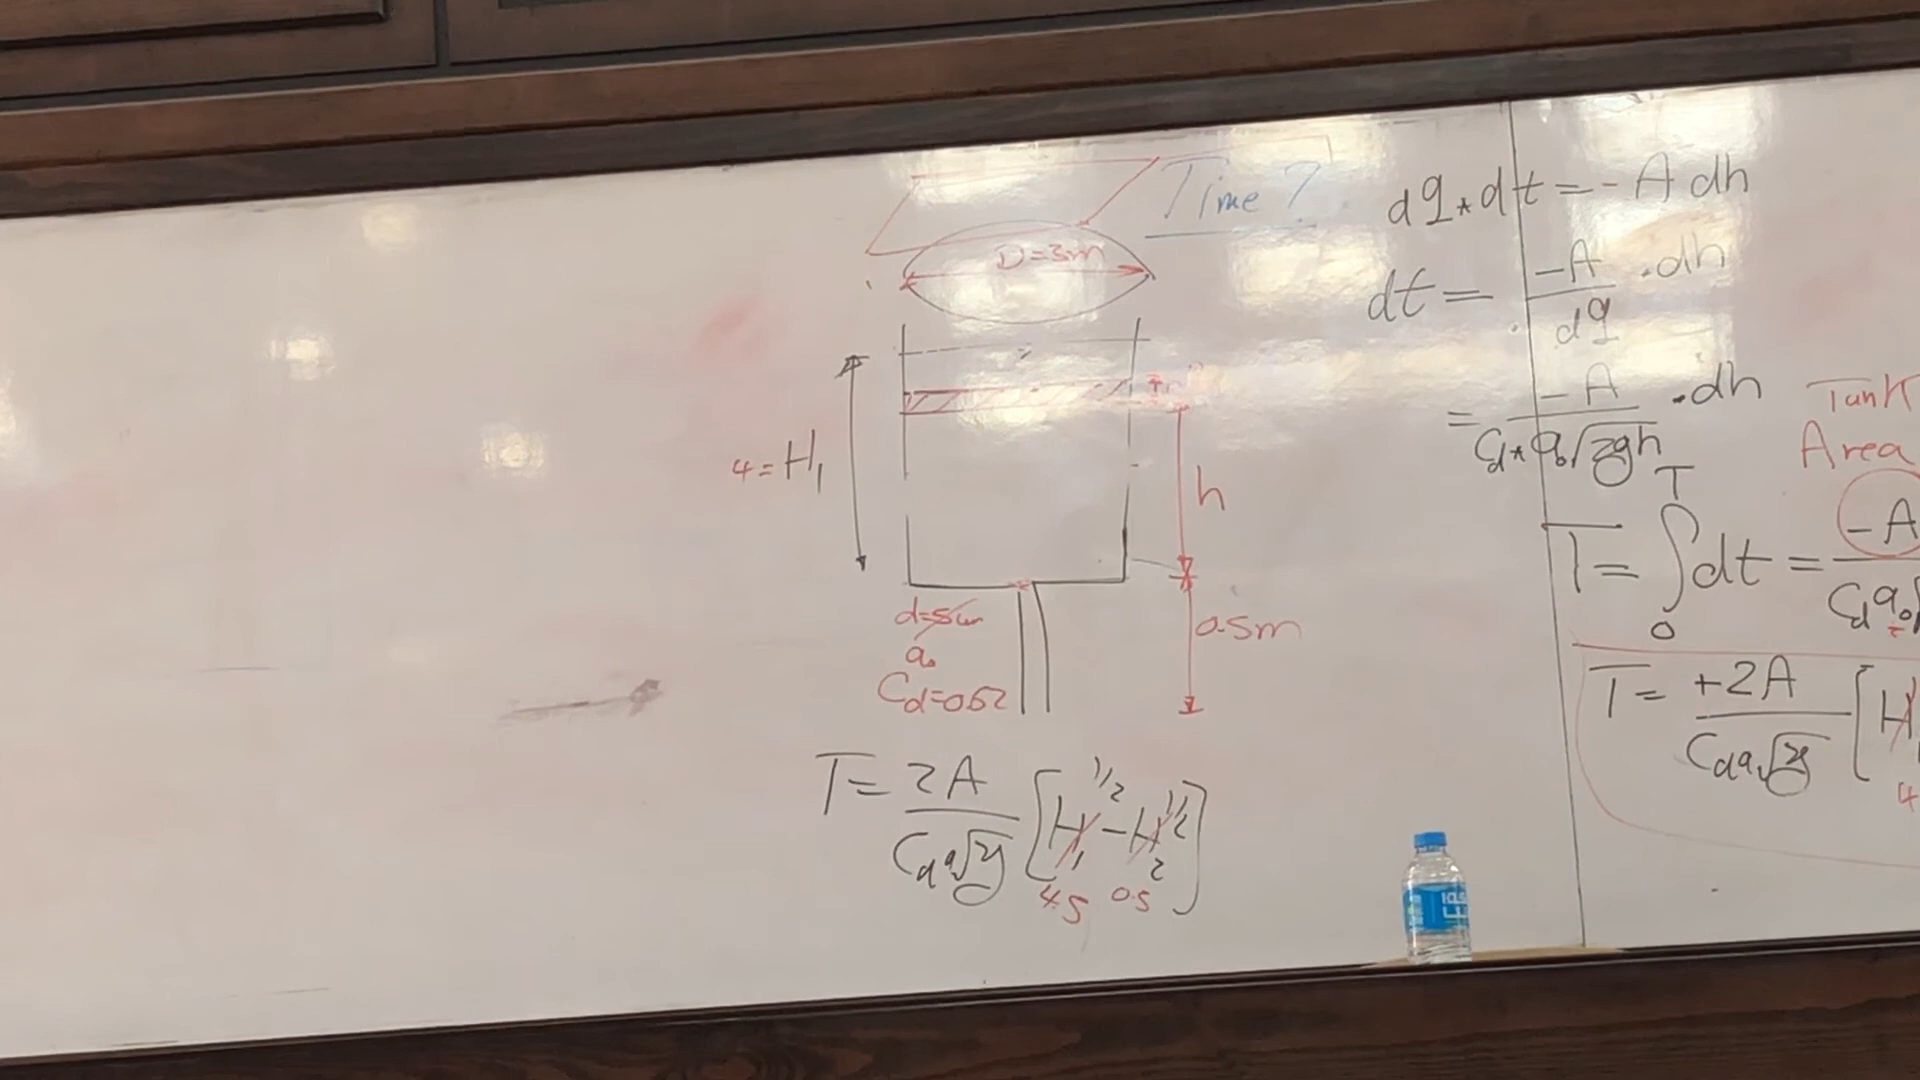 Time?
D=3m
4=H₁
h
d=5cm
a₀
Cd=0.62
0.5m
T= 2A / Cd a √2g [H₁^1/2 - H₂^1/2]
4.5 0.5
dq*dt=-A dh
dt= -A/dq .dh
= -A / Cd*a₀√2gh .dh
Tank
Area
T= ∫₀ᵀ dt = -A / Cd a₀
T= +2A / Cd a √2g [H
4